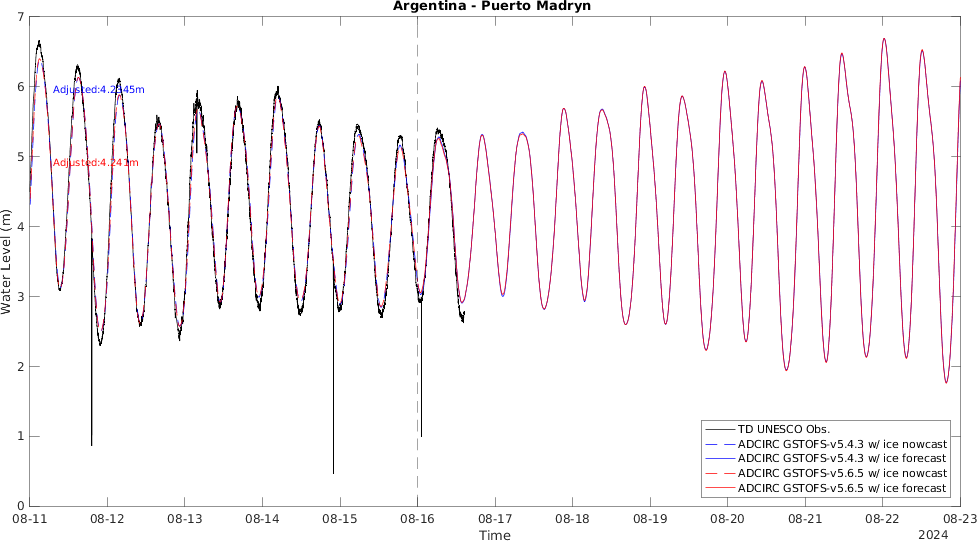 Argentina - Puerto Madryn
7
6
5
4
3
2
1
0
Water Level (m)
Adjusted:4.2345m
Adjusted:4.241m
TD UNESCO Obs.
ADCIRC GSTOFS-v5.4.3 w/ ice nowcast
ADCIRC GSTOFS-v5.4.3 w/ ice forecast
ADCIRC GSTOFS-v5.6.5 w/ ice nowcast
ADCIRC GSTOFS-v5.6.5 w/ ice forecast
08-11 08-12 08-13 08-14 08-15 08-16 08-17 08-18 08-19 08-20 08-21 08-22 08-23
Time
2024